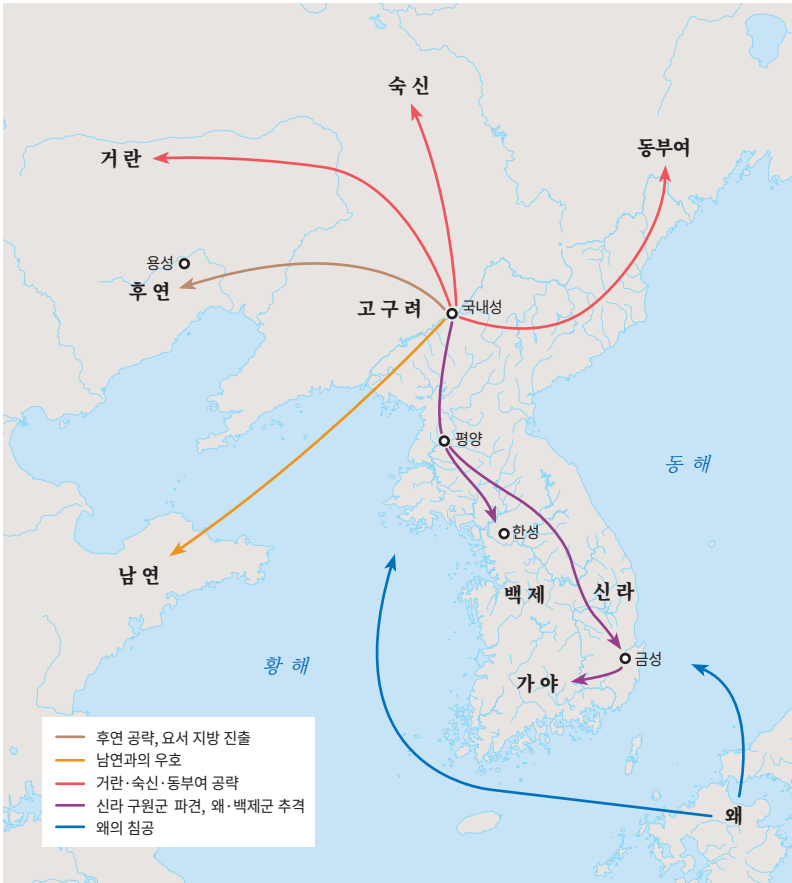 숙신
거란
동부여
용성
후연
고구려
국내성
평양
동해
한성
남연
백제
신라
황해
금성
가야
후연 공략, 요서 지방 진출
남연과의 우호
거란·숙신·동부여 공략
신라 구원군 파견, 왜·백제군 추격
왜의 침공
왜